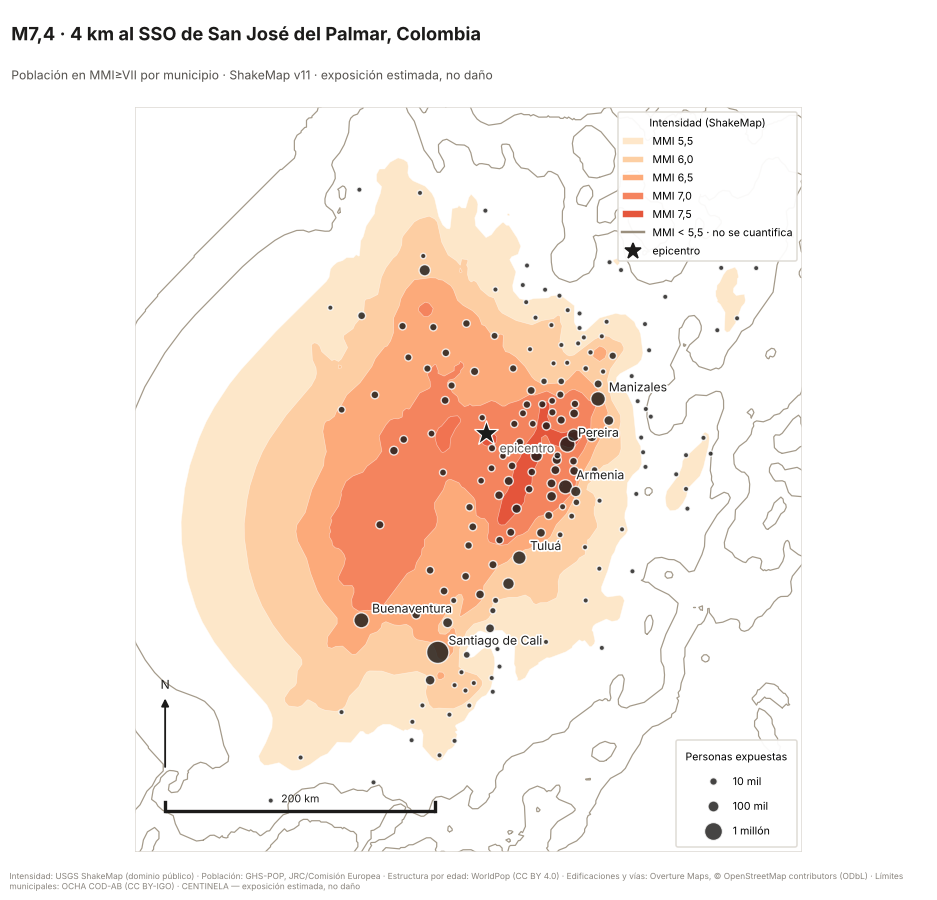 M7,4 · 4 km al SSO de San José del Palmar, Colombia
Población en MMI≥VII por municipio · ShakeMap v11 · exposición estimada, no daño
Intensidad (ShakeMap)
MMI 5,5
MMI 6,0
MMI 6,5
MMI 7,0
MMI 7,5
MMI < 5,5 · no se cuantifica
epicentro
Manizales
Pereira
epicentro
Armenia
Tuluá
Buenaventura
Santiago de Cali
N
200 km
Personas expuestas
10 mil
100 mil
1 millón
Intensidad: USGS ShakeMap (dominio público) · Población: GHS-POP, JRC/Comisión Europea · Estructura por edad: WorldPop (CC BY 4.0) · Edificaciones y vías: Overture Maps, © OpenStreetMap contributors (ODbL) · Límites
municipales: OCHA COD-AB (CC BY-IGO) · CENTINELA — exposición estimada, no daño